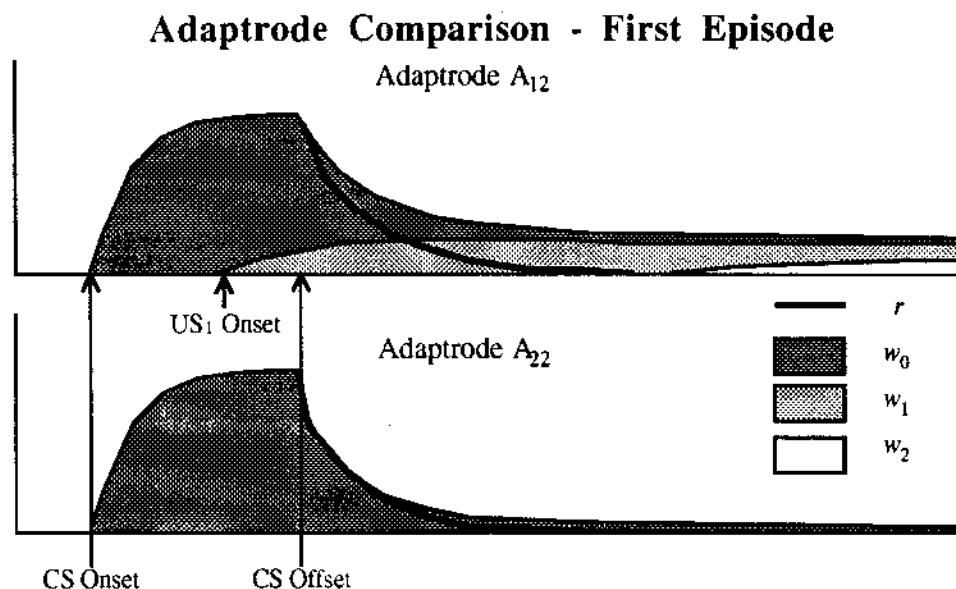 Adaptrode Comparison - First Episode
Adaptrode A12
US1 Onset
Adaptrode A22
r
w0
w1
w2
CS Onset
CS Offset